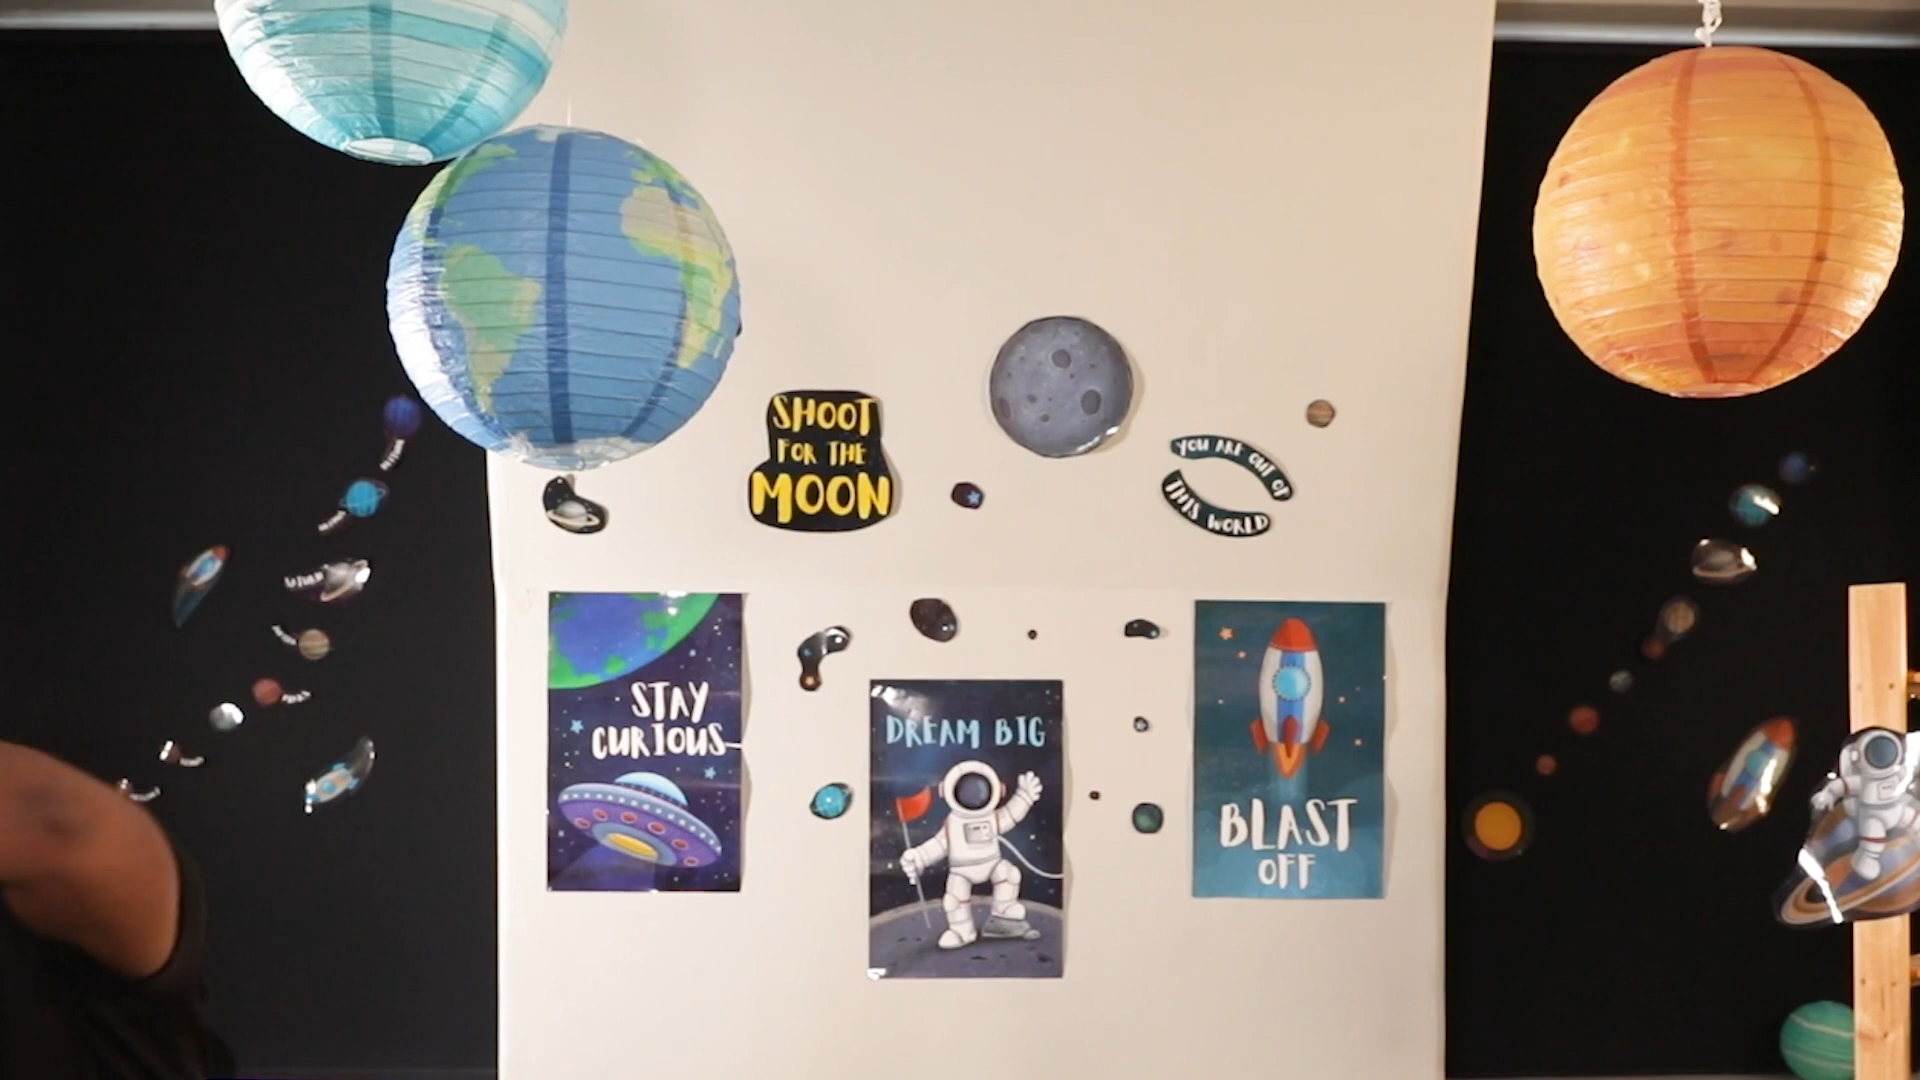 SHOOT
FOR THE
MOON
YOU ARE OUT OF
THIS WORLD
STAY
CURIOUS
DREAM BIG
BLAST
OFF